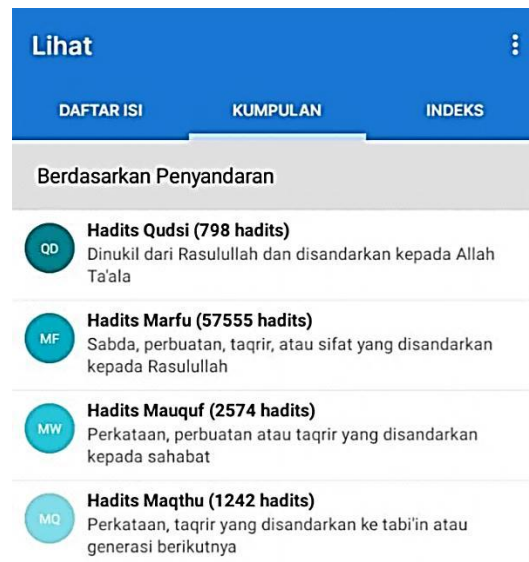 Lihat
DAFTAR ISI KUMPULAN INDEKS
Berdasarkan Penyandaran
QD
Hadits Qudsi (798 hadits)
Dinukil dari Rasulullah dan disandarkan kepada Allah
Ta'ala
MF
Hadits Marfu (57555 hadits)
Sabda, perbuatan, taqrir, atau sifat yang disandarkan
kepada Rasulullah
MW
Hadits Mauquf (2574 hadits)
Perkataan, perbuatan atau taqrir yang disandarkan
kepada sahabat
MQ
Hadits Maqthu (1242 hadits)
Perkataan, taqrir yang disandarkan ke tabi'in atau
generasi berikutnya